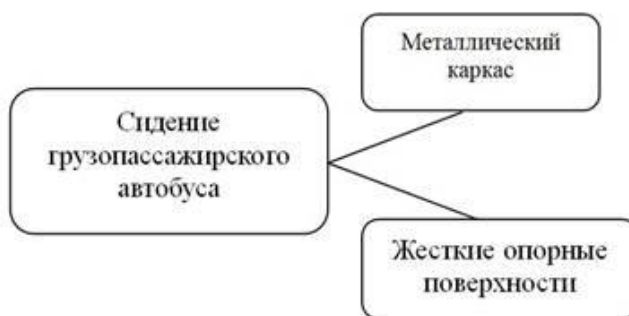 Металлический
каркас
Сидение
грузопассажирского
автобуса
Жесткие опорные
поверхности